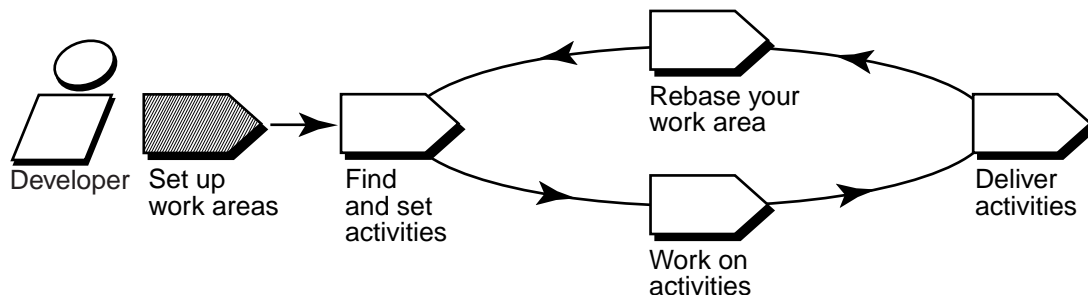 Developer
Set up
work areas
Find
and set
activities
Rebase your
work area
Work on
activities
Deliver
activities